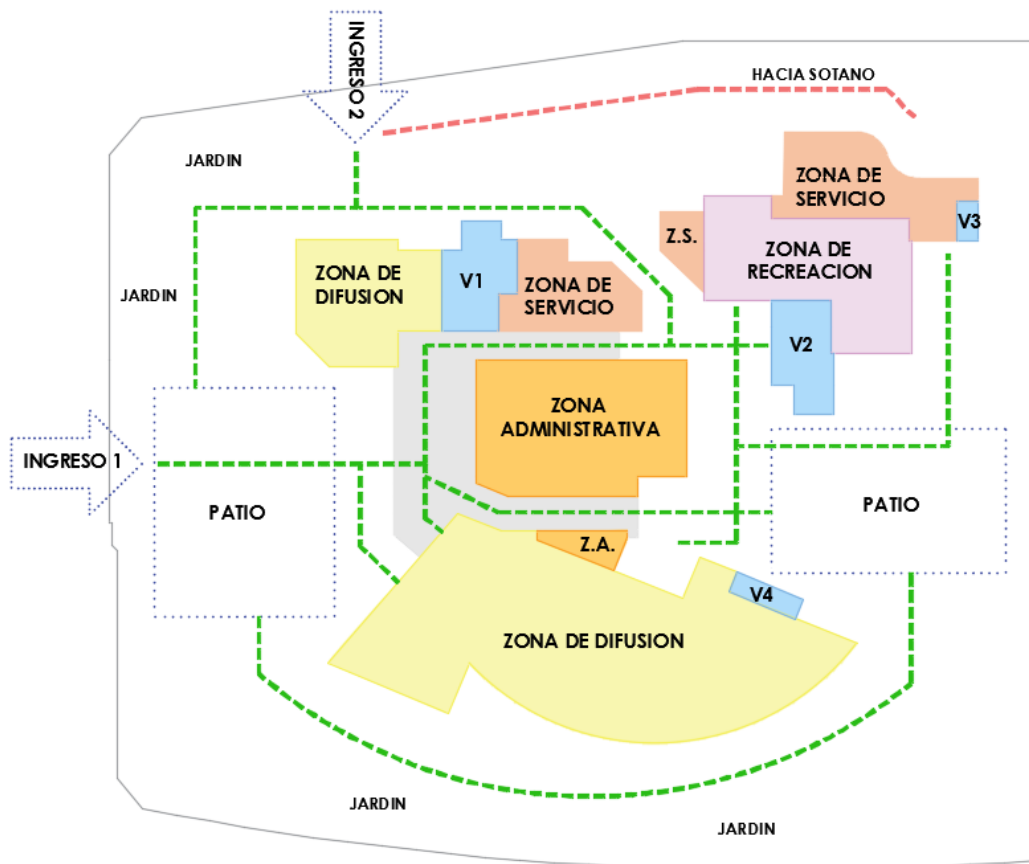 INGRESO 2
HACIA SOTANO
JARDIN
ZONA DE
SERVICIO
V3
Z.S.
ZONA DE
RECREACION
ZONA DE
DIFUSION
V1
ZONA DE
SERVICIO
JARDIN
V2
ZONA
ADMINISTRATIVA
INGRESO 1
PATIO
PATIO
Z.A.
V4
ZONA DE DIFUSION
JARDIN
JARDIN